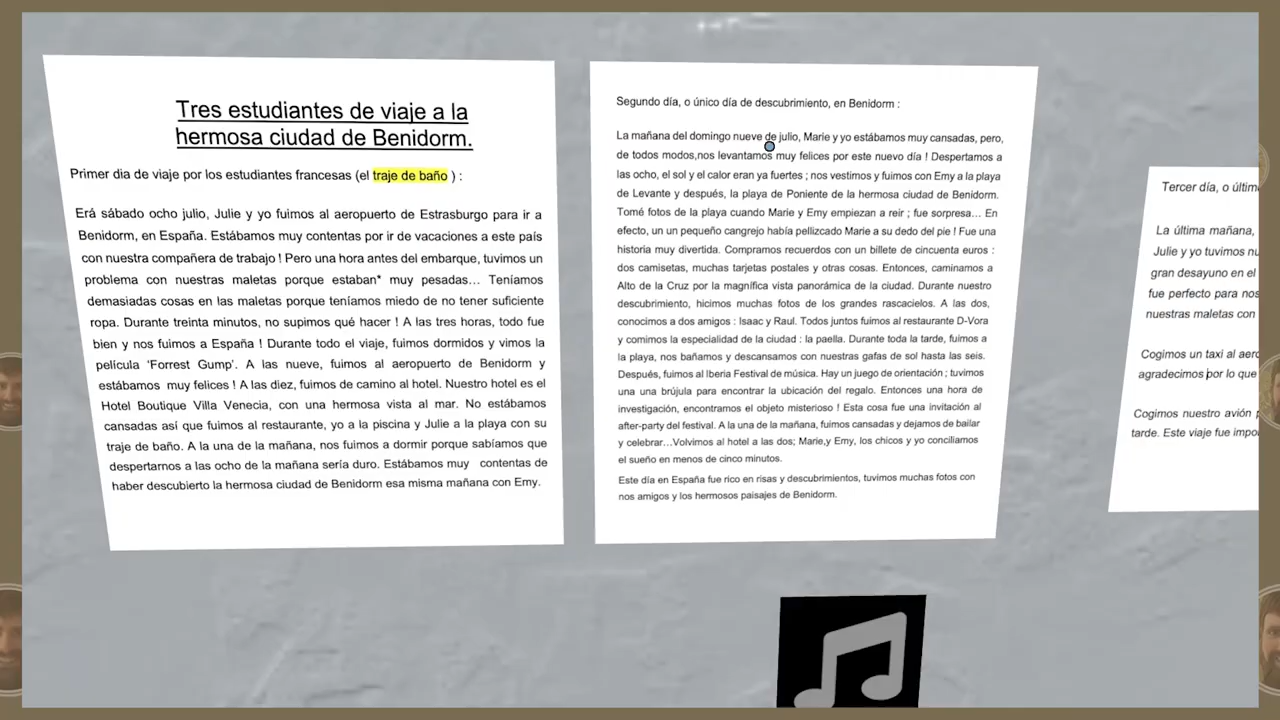 Tres estudiantes de viaje a la
hermosa ciudad de Benidorm.
Primer dia de viaje por los estudiantes francesas (el traje de baño ) :
Erá sábado ocho julio, Julie y yo fuimos al aeropuerto de Estrasburgo para ir a
Benidorm, en España. Estábamos muy contentas por ir de vacaciones a este país
con nuestra compañera de trabajo ! Pero una hora antes del embarque, tuvimos un
problema con nuestras maletas porque estaban* muy pesadas... Teníamos
demasiadas cosas en las maletas porque teníamos miedo de no tener suficiente
ropa. Durante treinta minutos, no supimos qué hacer ! A las tres horas, todo fue
bien y nos fuimos a España ! Durante todo el viaje, fuimos dormidos y vimos la
película ‘Forrest Gump’. A las nueve, fuimos al aeropuerto de Benidorm y
estábamos muy felices ! A las diez, fuimos de camino al hotel. Nuestro hotel es el
Hotel Boutique Villa Venecia, con una hermosa vista al mar. No estábamos
cansadas así que fuimos al restaurante, yo a la piscina y Julie a la playa con su
traje de baño. A la una de la mañana, nos fuimos a dormir porque sabíamos que
despertarnos a las ocho de la mañana sería duro. Estábamos muy contentas de
haber descubierto la hermosa ciudad de Benidorm esa misma mañana con Emy.
Segundo día, o único día de descubrimiento, en Benidorm :
La mañana del domingo nueve de julio, Marie y yo estábamos muy cansadas, pero,
de todos modos,nos levantamos muy felices por este nuevo día ! Despertamos a
las ocho, el sol y el calor eran ya fuertes ; nos vestimos y fuimos con Emy a la playa
de Levante y después, la playa de Poniente de la hermosa ciudad de Benidorm.
Tomé fotos de la playa cuando Marie y Emy empiezan a reir ; fue sorpresa... En
efecto, un un pequeño cangrejo había pellizcado Marie a su dedo del pie ! Fue una
historia muy divertida. Compramos recuerdos con un billete de cincuenta euros :
dos camisetas, muchas tarjetas postales y otras cosas. Entonces, caminamos a
Alto de la Cruz por la magnífica vista panorámica de la ciudad. Durante nuestro
descubrimiento, hicimos muchas fotos de los grandes rascacielos. A las dos,
conocimos a dos amigos : Isaac y Raul. Todos juntos fuimos al restaurante D-Vora
y comimos la especialidad de la ciudad : la paella. Durante toda la tarde, fuimos a
la playa, nos bañamos y descansamos con nuestras gafas de sol hasta las seis.
Después, fuimos al Iberia Festival de música. Hay un juego de orientación ; tuvimos
una una brújula para encontrar la ubicación del regalo. Entonces una hora de
investigación, encontramos el objeto misterioso ! Esta cosa fue una invitación al
after-party del festival. A la una de la mañana, fuimos cansadas y dejamos de bailar
y celebrar...Volvimos al hotel a las dos; Marie,y Emy, los chicos y yo conciliamos
el sueño en menos de cinco minutos.
Este día en España fue rico en risas y descubrimientos, tuvimos muchas fotos con
nos amigos y los hermosos paisajes de Benidorm.
Tercer día, o últim
La última mañana,
Julie y yo tuvimos nu
gran desayuno en el
fue perfecto para nos
nuestras maletas con
Cogimos un taxi al aero
agradecimos por lo que
Cogimos nuestro avión p
tarde. Este viaje fue impo